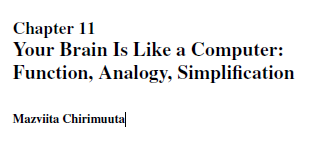 Chapter 11
Your Brain Is Like a Computer:
Function, Analogy, Simplification
Mazviita Chirimuuta